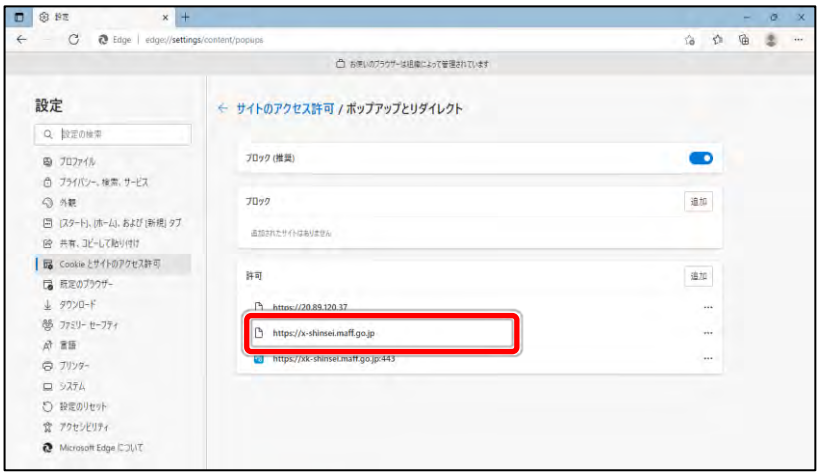 設定
Edge | edge://settings/content/popups
お使いのブラウザーは組織によって管理されています
設定
設定の検索
プロファイル
プライバシー、検索、サービス
外観
[スタート]、[ホーム]、および [新規] タブ
共有、コピーして貼り付け
Cookie とサイトのアクセス許可
既定のブラウザー
ダウンロード
ファミリー セーフティ
言語
プリンター
システム
設定のリセット
アクセシビリティ
Microsoft Edge について
サイトのアクセス許可 / ポップアップとリダイレクト
ブロック (推奨)
ブロック 追加
追加されたサイトはありません
許可 追加
https://20.89.120.37
https://x-shinsei.maff.go.jp
https://xk-shinsei.maff.go.jp:443